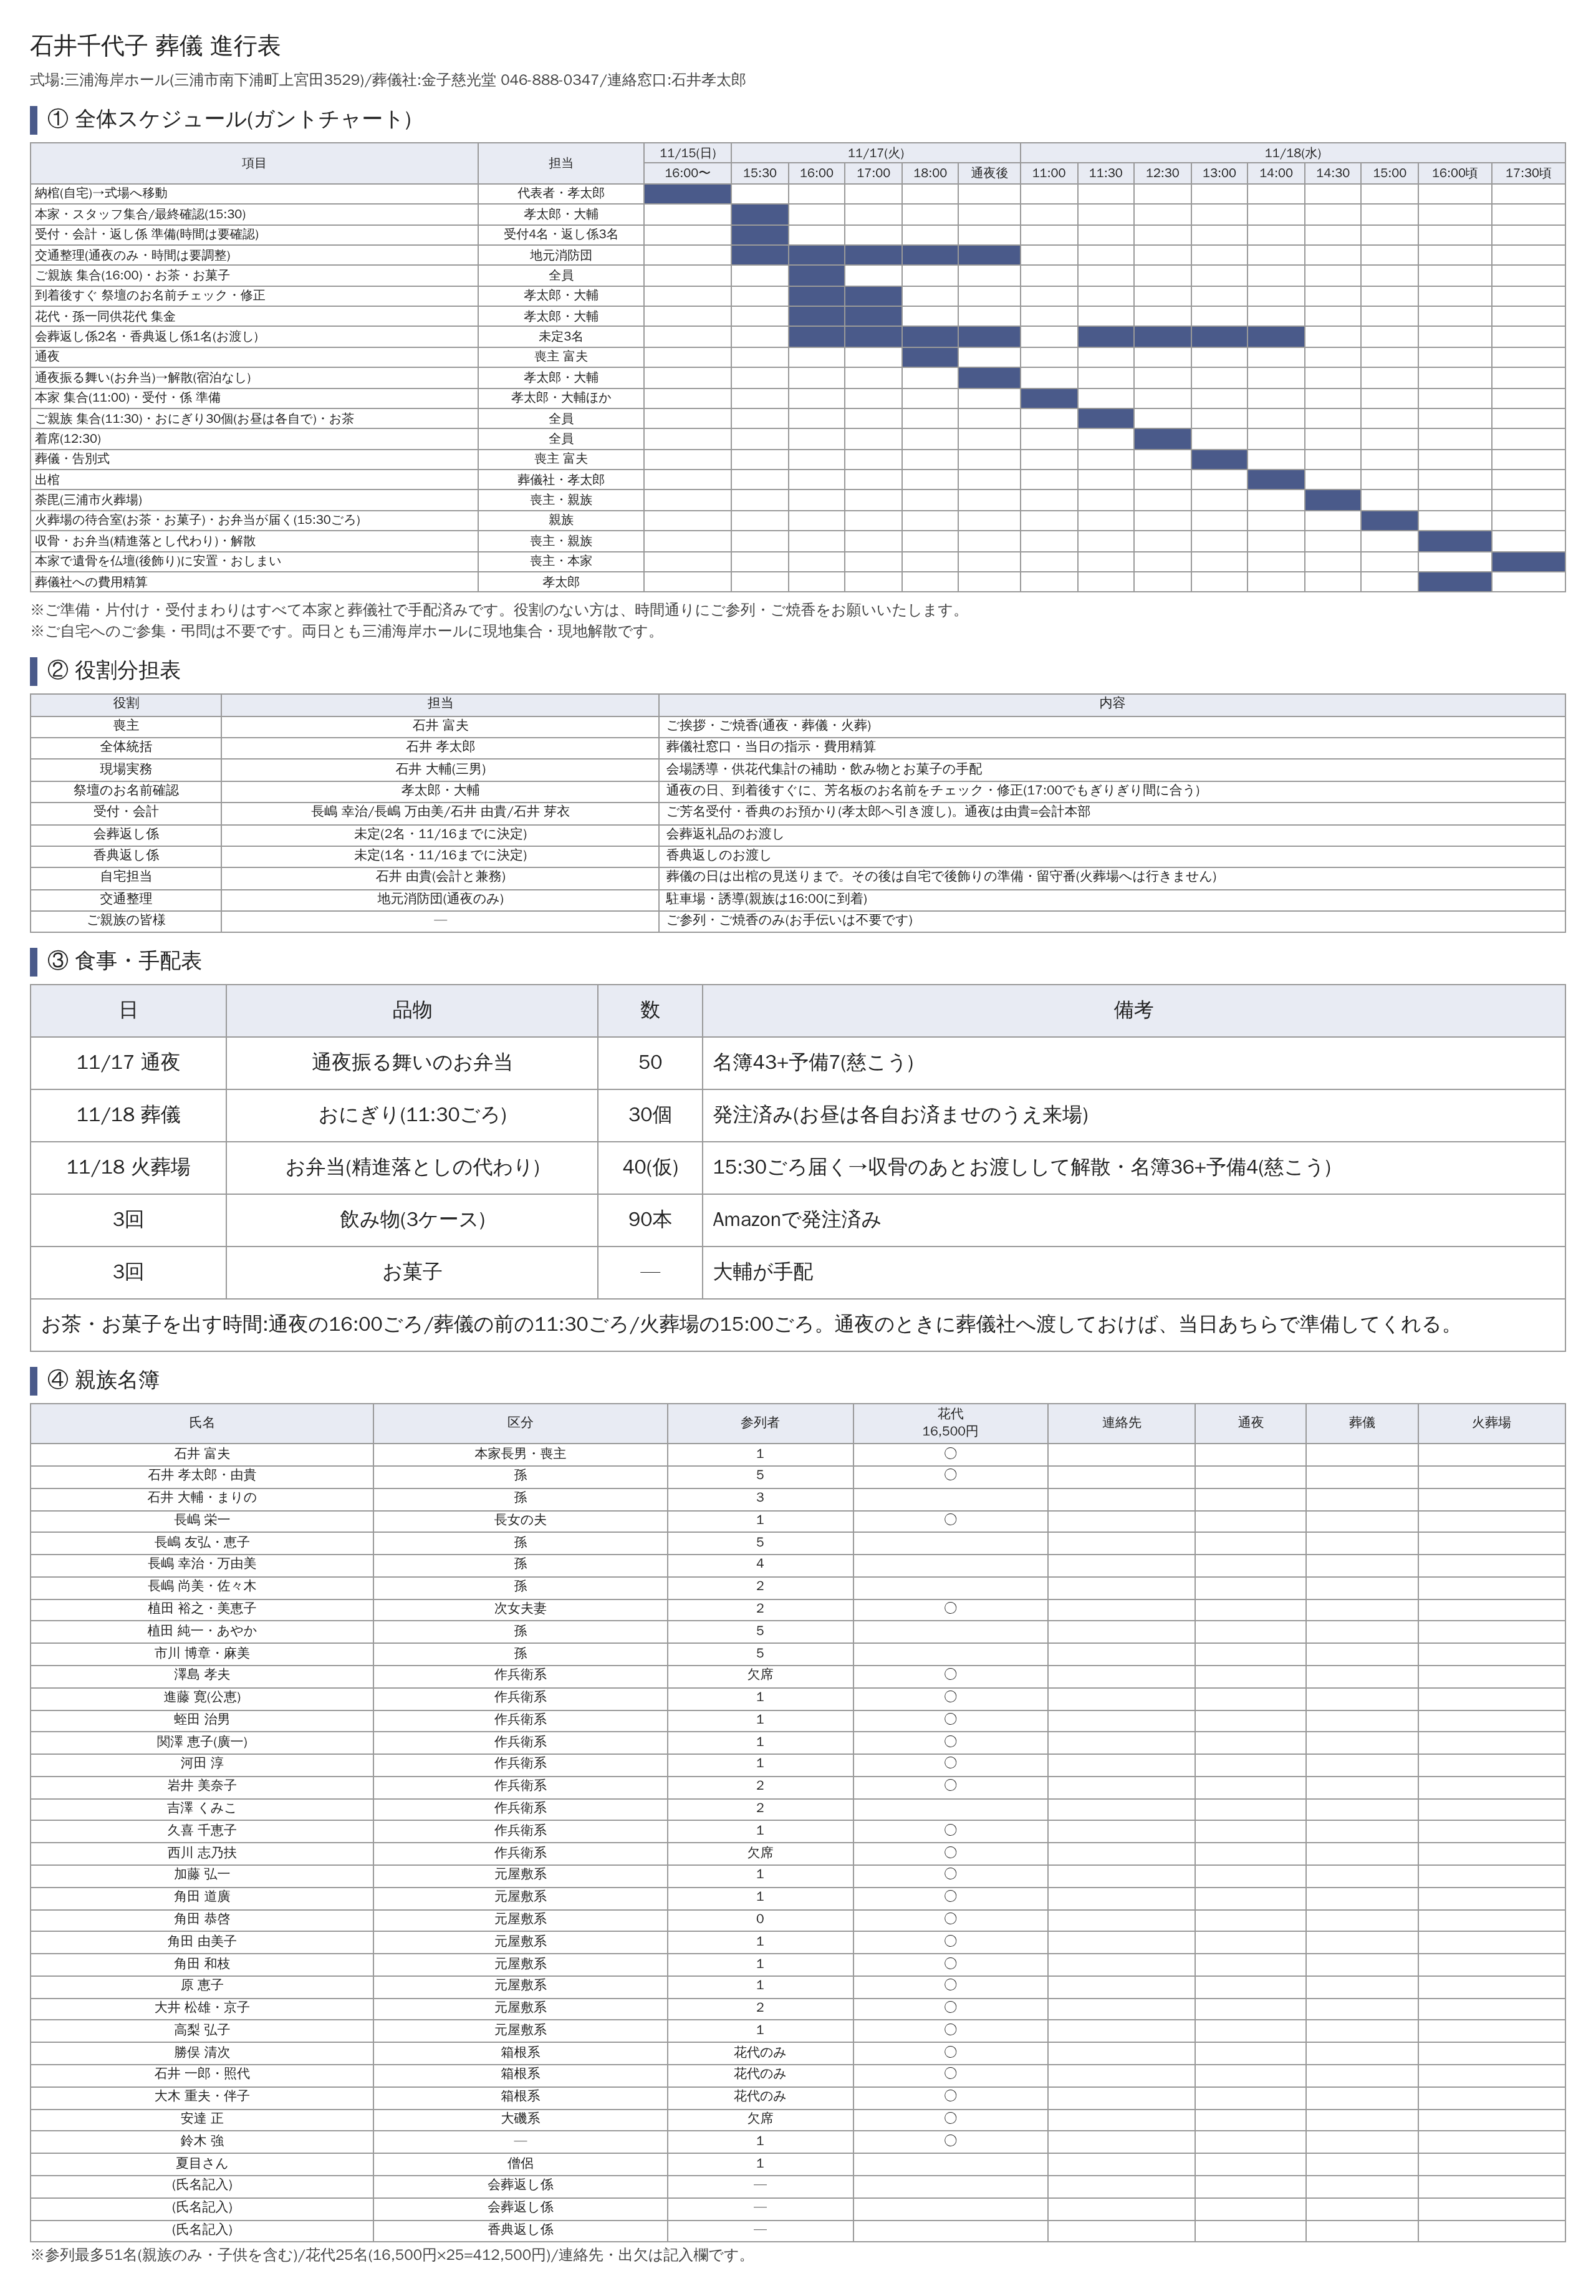 石井千代子 葬儀 進行表
式場:三浦海岸ホール(三浦市南下浦町上宮田3529)/葬儀社:金子慈光堂 046-888-0347/連絡窓口:石井孝太郎
① 全体スケジュール(ガントチャート)
項目 担当 11/15(日) 11/17(火) 11/18(水)
16:00〜 15:30 16:00 17:00 18:00 通夜後 11:00 11:30 12:30 13:00 14:00 14:30 15:00 16:00頃 17:30頃
納棺(自宅)→式場へ移動 代表者・孝太郎
本家・スタッフ集合/最終確認(15:30) 孝太郎・大輔
受付・会計・返し係 準備(時間は要確認) 受付4名・返し係3名
交通整理(通夜のみ・時間は要調整) 地元消防団
ご親族 集合(16:00)・お茶・お菓子 全員
到着後すぐ 祭壇のお名前チェック・修正 孝太郎・大輔
花代・孫一同供花代 集金 孝太郎・大輔
会葬返し係2名・香典返し係1名(お渡し) 未定3名
通夜 喪主 富夫
通夜振る舞い(お弁当)→解散(宿泊なし) 孝太郎・大輔
本家 集合(11:00)・受付・係 準備 孝太郎・大輔ほか
ご親族 集合(11:30)・おにぎり30個(お昼は各自で)・お茶 全員
着席(12:30) 全員
葬儀・告別式 喪主 富夫
出棺 葬儀社・孝太郎
荼毘(三浦市火葬場) 喪主・親族
火葬場の待合室(お茶・お菓子)・お弁当が届く(15:30ごろ) 親族
収骨・お弁当(精進落とし代わり)・解散 喪主・親族
本家で遺骨を仏壇(後飾り)に安置・おしまい 喪主・本家
葬儀社への費用精算 孝太郎
※ご準備・片付け・受付まわりはすべて本家と葬儀社で手配済みです。役割のない方は、時間通りにご参列・ご焼香をお願いいたします。
※ご自宅へのご参集・弔問は不要です。両日とも三浦海岸ホールに現地集合・現地解散です。
② 役割分担表
役割 担当 内容
喪主 石井 富夫 ご挨拶・ご焼香(通夜・葬儀・火葬)
全体統括 石井 孝太郎 葬儀社窓口・当日の指示・費用精算
現場実務 石井 大輔(三男) 会場誘導・供花代集計の補助・飲み物とお菓子の手配
祭壇のお名前確認 孝太郎・大輔 通夜の日、到着後すぐに、芳名板のお名前をチェック・修正(17:00でもぎりぎり間に合う)
受付・会計 長嶋 幸治/長嶋 万由美/石井 由貴/石井 芽衣 ご芳名受付・香典のお預かり(孝太郎へ引き渡し)。通夜は由貴=会計本部
会葬返し係 未定(2名・11/16までに決定) 会葬返礼品のお渡し
香典返し係 未定(1名・11/16までに決定) 香典返しのお渡し
自宅担当 石井 由貴(会計と兼務) 葬儀の日は出棺の見送りまで。その後は自宅で後飾りの準備・留守番(火葬場へは行きません)
交通整理 地元消防団(通夜のみ) 駐車場・誘導(親族は16:00に到着)
ご親族の皆様 — ご参列・ご焼香のみ(お手伝いは不要です)
③ 食事・手配表
日 品物 数 備考
11/17 通夜 通夜振る舞いのお弁当 50 名簿43+予備7(慈こう)
11/18 葬儀 おにぎり(11:30ごろ) 30個 発注済み(お昼は各自お済ませのうえ来場)
11/18 火葬場 お弁当(精進落としの代わり) 40(仮) 15:30ごろ届く→収骨のあとお渡しして解散・名簿36+予備4(慈こう)
3回 飲み物(3ケース) 90本 Amazonで発注済み
3回 お菓子 — 大輔が手配
お茶・お菓子を出す時間:通夜の16:00ごろ/葬儀の前の11:30ごろ/火葬場の15:00ごろ。通夜のときに葬儀社へ渡しておけば、当日あちらで準備してくれる。
④ 親族名簿
氏名 区分 参列者 花代 連絡先 通夜 葬儀 火葬場
16,500円
石井 富夫 本家長男・喪主 1 〇
石井 孝太郎・由貴 孫 5 〇
石井 大輔・まりの 孫 3
長嶋 栄一 長女の夫 1 〇
長嶋 友弘・恵子 孫 5
長嶋 幸治・万由美 孫 4
長嶋 尚美・佐々木 孫 2
植田 裕之・美恵子 次女夫妻 2 〇
植田 純一・あやか 孫 5
市川 博章・麻美 孫 5
澤島 孝夫 作兵衛系 欠席 〇
進藤 寛(公恵) 作兵衛系 1 〇
蛭田 治男 作兵衛系 1 〇
関澤 恵子(廣一) 作兵衛系 1 〇
河田 淳 作兵衛系 1 〇
岩井 美奈子 作兵衛系 2 〇
吉澤 くみこ 作兵衛系 2
久喜 千恵子 作兵衛系 1 〇
西川 志乃扶 作兵衛系 欠席 〇
加藤 弘一 元屋敷系 1 〇
角田 道廣 元屋敷系 1 〇
角田 恭啓 元屋敷系 0 〇
角田 由美子 元屋敷系 1 〇
角田 和枝 元屋敷系 1 〇
原 恵子 元屋敷系 1 〇
大井 松雄・京子 元屋敷系 2 〇
高梨 弘子 元屋敷系 1 〇
勝俣 清次 箱根系 花代のみ 〇
石井 一郎・照代 箱根系 花代のみ 〇
大木 重夫・伴子 箱根系 花代のみ 〇
安達 正 大磯系 欠席 〇
鈴木 強 — 1 〇
夏目さん 僧侶 1
(氏名記入) 会葬返し係 —
(氏名記入) 会葬返し係 —
(氏名記入) 香典返し係 —
※参列最多51名(親族のみ・子供を含む)/花代25名(16,500円×25=412,500円)/連絡先・出欠は記入欄です。